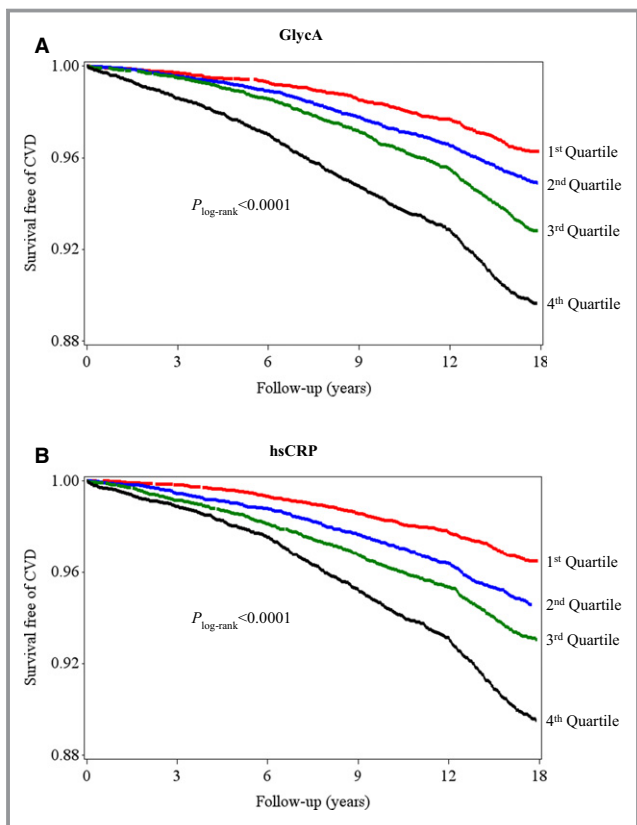 A
GlycA
1.00
0.96
0.92
0.88
Survival free of CVD
P log-rank<0.0001
1st Quartile
2nd Quartile
3rd Quartile
4th Quartile
0 3 6 9 12 18
Follow-up (years)
B
hsCRP
1.00
0.96
0.92
0.88
Survival free of CVD
P log-rank<0.0001
1st Quartile
2nd Quartile
3rd Quartile
4th Quartile
0 3 6 9 12 18
Follow-up (years)